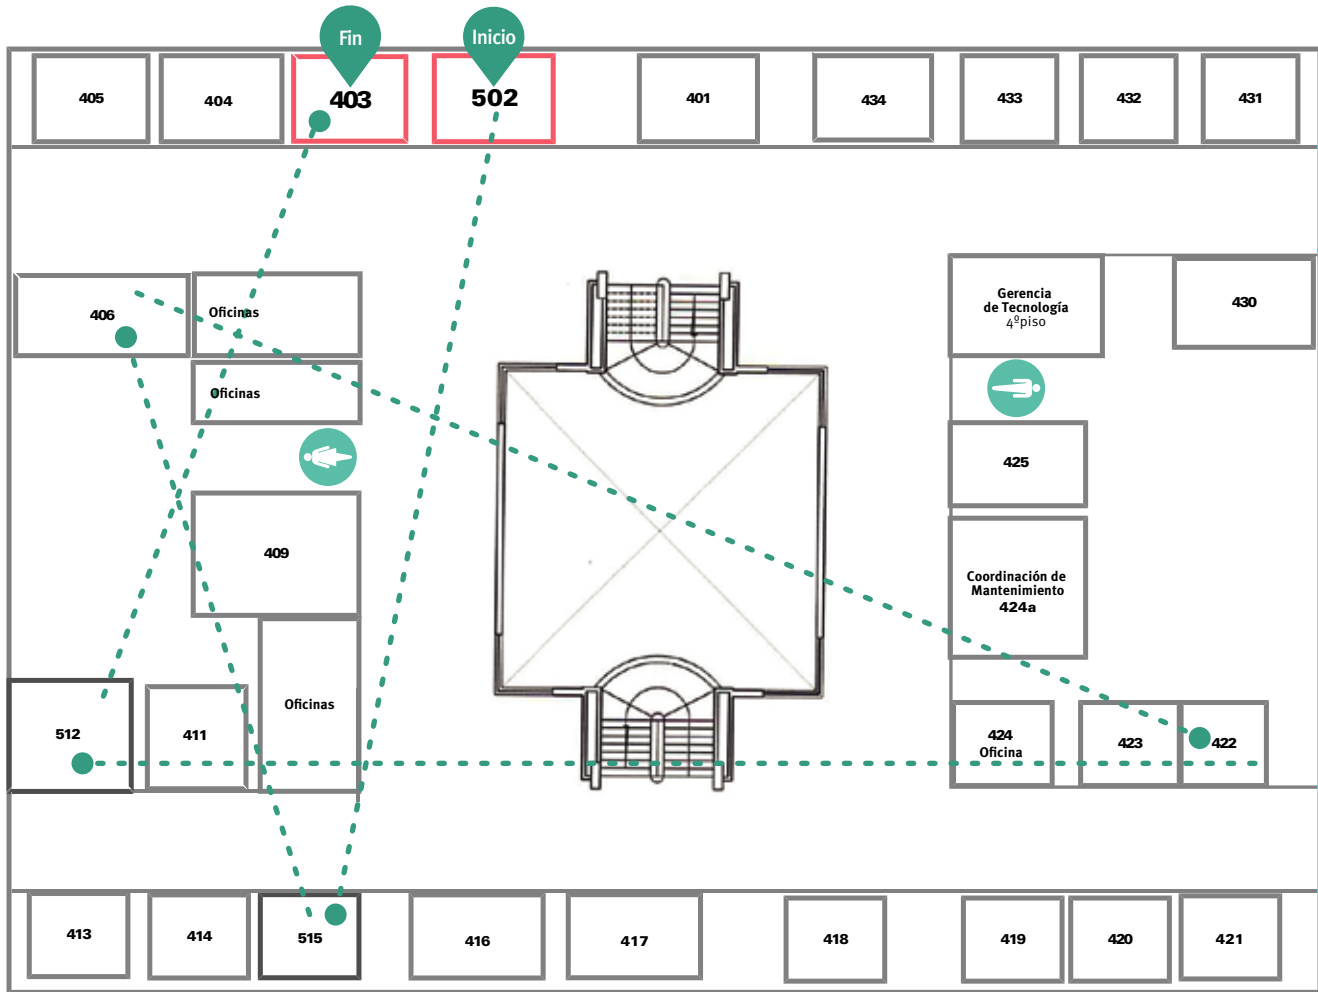 Fin
Inicio
405
404
403
502
401
434
433
432
431
406
Oficinas
Oficinas
Gerencia
de Tecnología
4ºpiso
430
425
409
Coordinación de
Mantenimiento
424a
512
411
Oficinas
424
Oficina
423
422
413
414
515
416
417
418
419
420
421